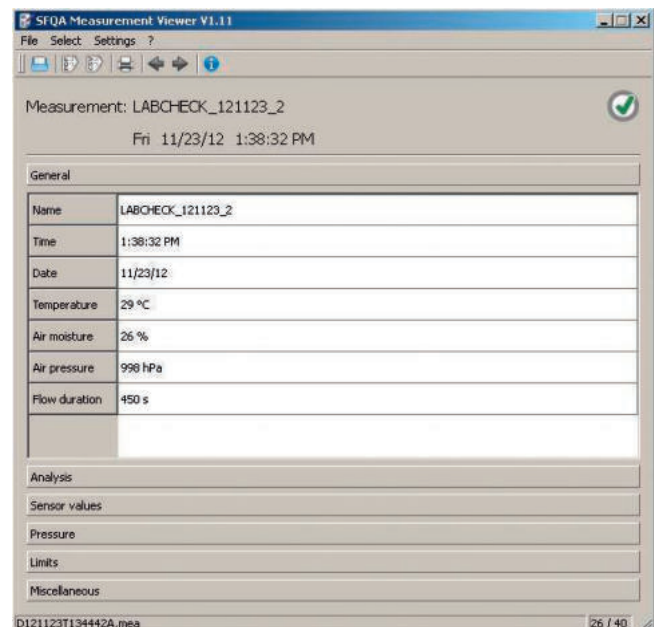 SFQA Measurement Viewer V1.11
File Select Settings ?
Measurement: LABCHECK_121123_2
Fri 11/23/12 1:38:32 PM
General
Name LABCHECK_121123_2
Time 1:38:32 PM
Date 11/23/12
Temperature 29 °C
Air moisture 26 %
Air pressure 998 hPa
Flow duration 450 s
Analysis
Sensor values
Pressure
Limits
Miscellaneous
D121123T134442A.mea 26 / 40